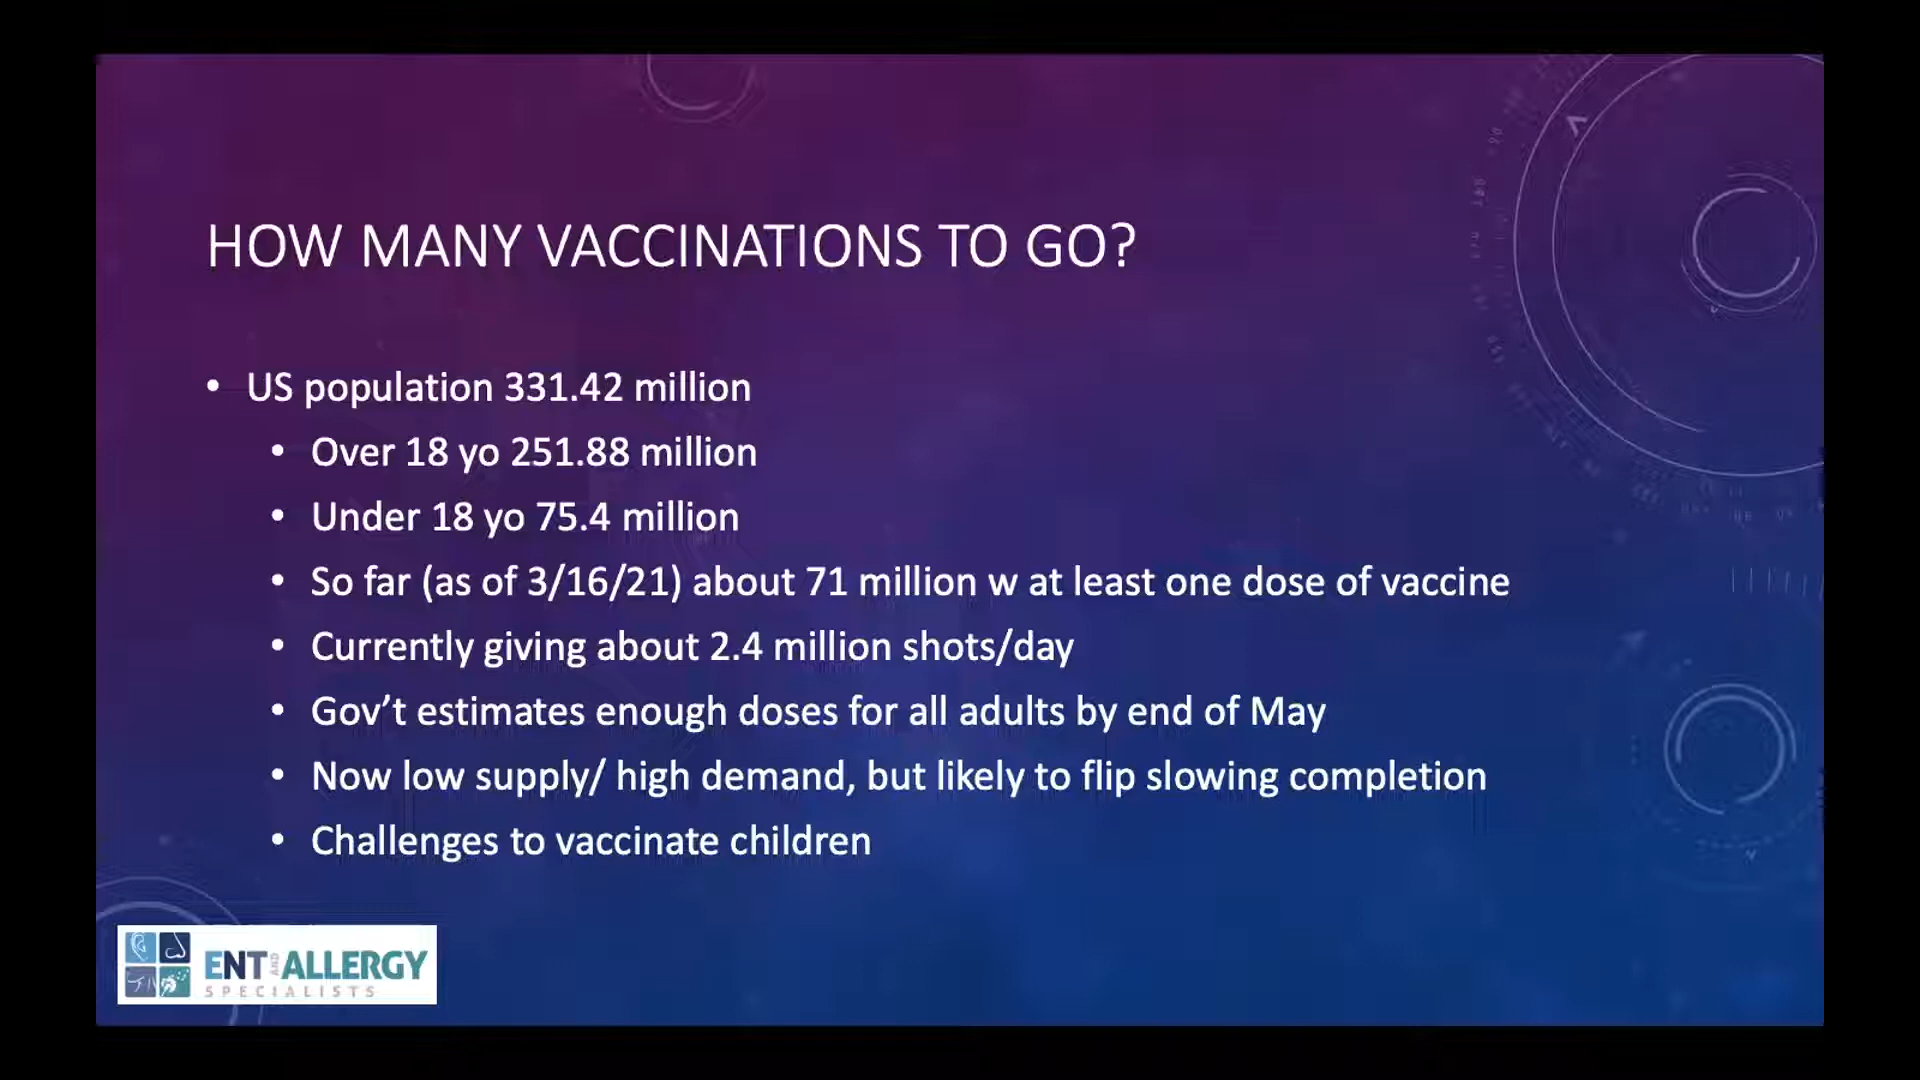 HOW MANY VACCINATIONS TO GO?
• US population 331.42 million
• Over 18 yo 251.88 million
• Under 18 yo 75.4 million
• So far (as of 3/16/21) about 71 million w at least one dose of vaccine
• Currently giving about 2.4 million shots/day
• Gov’t estimates enough doses for all adults by end of May
• Now low supply/ high demand, but likely to flip slowing completion
• Challenges to vaccinate children
ENT AND ALLERGY
SPECIALISTS